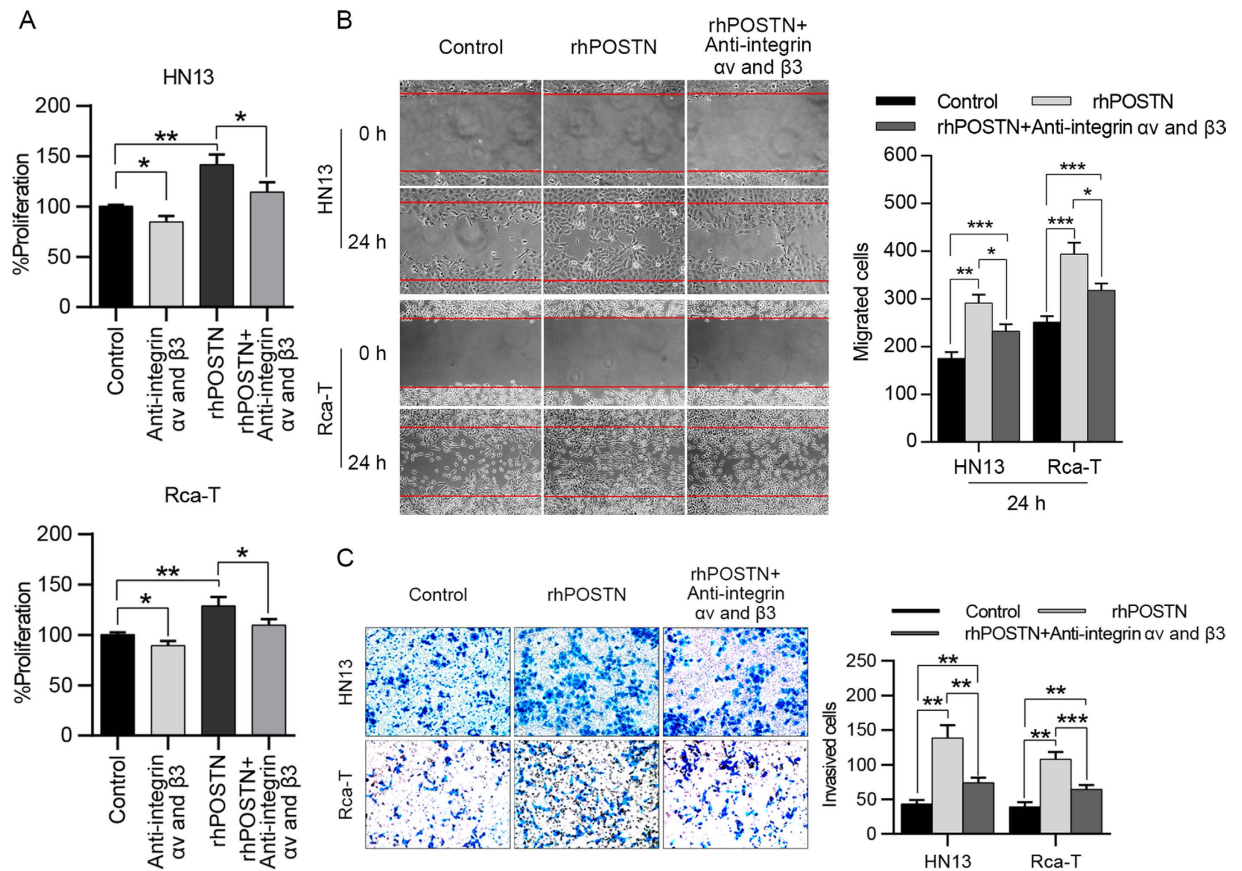 A
HN13
200
150
100
50
0
%Proliferation
** 
*
*
Control
Anti-integrin
αv and β3
rhPOSTN
rhPOSTN+
Anti-integrin
αv and β3
Rca-T
200
150
100
50
0
%Proliferation
**
*
*
Control
Anti-integrin
αv and β3
rhPOSTN
rhPOSTN+
Anti-integrin
αv and β3
B
Control
rhPOSTN
rhPOSTN+
Anti-integrin
αv and β3
HN13
0 h
24 h
Rca-T
0 h
24 h
Control rhPOSTN
rhPOSTN+Anti-integrin αv and β3
600
500
400
300
200
100
0
Migrated cells
***
**
*
***
***
*
HN13 Rca-T
24 h
C
Control
rhPOSTN
rhPOSTN+
Anti-integrin
αv and β3
HN13
Rca-T
Control rhPOSTN
rhPOSTN+Anti-integrin αv and β3
250
200
150
100
50
0
Invasived cells
**
**
**
**
**
***
HN13 Rca-T